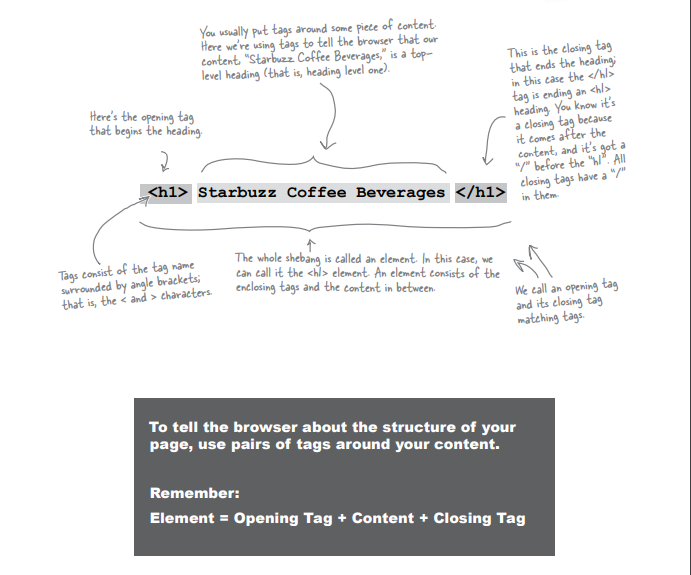 You usually put tags around some piece of content.
Here we're using tags to tell the browser that our
content, "Starbuzz Coffee Beverages," is a top-
level heading (that is, heading level one).
This is the closing tag
that ends the heading;
in this case the </h1>
tag is ending an <h1>
heading. You know it's
a closing tag because
it comes after the
content, and it's got a
"/" before the "h1". All
closing tags have a "/"
in them.
Here's the opening tag
that begins the heading.
<h1> Starbuzz Coffee Beverages </h1>
Tags consist of the tag name
surrounded by angle brackets;
that is, the < and > characters.
The whole shebang is called an element. In this case, we
can call it the <h1> element. An element consists of the
enclosing tags and the content in between.
We call an opening tag
and its closing tag
matching tags.
To tell the browser about the structure of your
page, use pairs of tags around your content.
Remember:
Element = Opening Tag + Content + Closing Tag